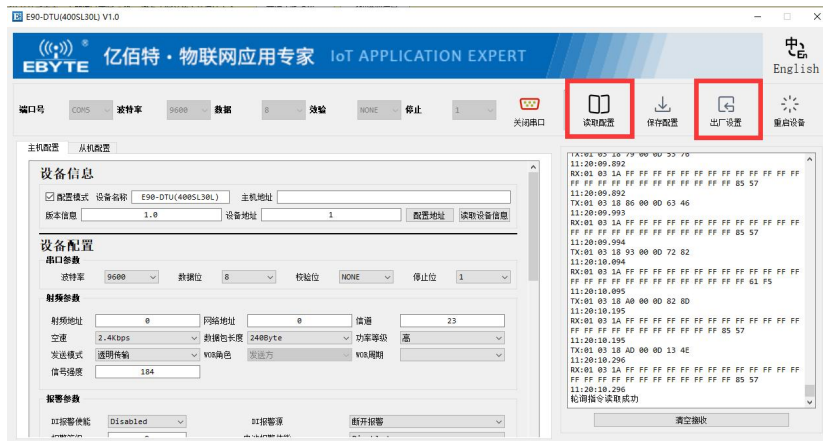 E90-DTU(400SL30L) V1.0
EBYTE ® 亿佰特·物联网应用专家 IoT APPLICATION EXPERT
English
端口号 COM5 波特率 9600 数据 8 效验 NONE 停止 1 关闭串口 读取配置 保存配置 出厂设置 重启设备
主机配置 从机配置
设备信息
配置模式 设备名称 E90-DTU(400SL30L) 主机地址
版本信息 1.0 设备地址 1 配置地址 读取设备信息
设备配置
串口参数
波特率 9600 数据位 8 校验位 NONE 停止位 1
射频参数
射频地址 0 网络地址 0 信道 23
空速 2.4Kbps 数据包长度 240Byte 功率等级 高
发送模式 透明传输 WOR角色 发送方 WOR周期
信号强度 184
报警参数
DI报警使能 Disabled DI报警源 断开报警
TX:01 03 18 79 00 0D 53 76
11:20:09.892
RX:01 03 1A FF FF FF FF FF FF FF FF FF FF FF FF
FF FF FF FF FF FF FF FF FF FF FF FF FF FF 85 57
11:20:09.892
TX:01 03 18 86 00 0D 63 46
11:20:09.993
RX:01 03 1A FF FF FF FF FF FF FF FF FF FF FF FF
FF FF FF FF FF FF FF FF FF FF FF FF FF FF 85 57
11:20:09.994
TX:01 03 18 93 00 0D 72 82
11:20:10.094
RX:01 03 1A FF FF FF FF FF FF FF FF FF FF FF FF
FF FF FF FF FF FF FF FF FF FF FF FF FF FF 61 F5
11:20:10.095
TX:01 03 18 A0 00 0D 82 8D
11:20:10.195
RX:01 03 1A FF FF FF FF FF FF FF FF FF FF FF FF
FF FF FF FF FF FF FF FF FF FF FF FF FF 85 57
11:20:10.195
TX:01 03 18 AD 00 0D 13 4E
11:20:10.296
RX:01 03 1A FF FF FF FF FF FF FF FF FF FF FF FF
FF FF FF FF FF FF FF FF FF FF FF FF FF FF 85 57
11:20:10.296
轮询指令读取成功
清空接收